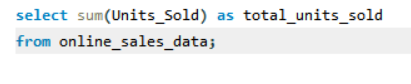 select sum(Units_Sold) as total_units_sold
from online_sales_data;